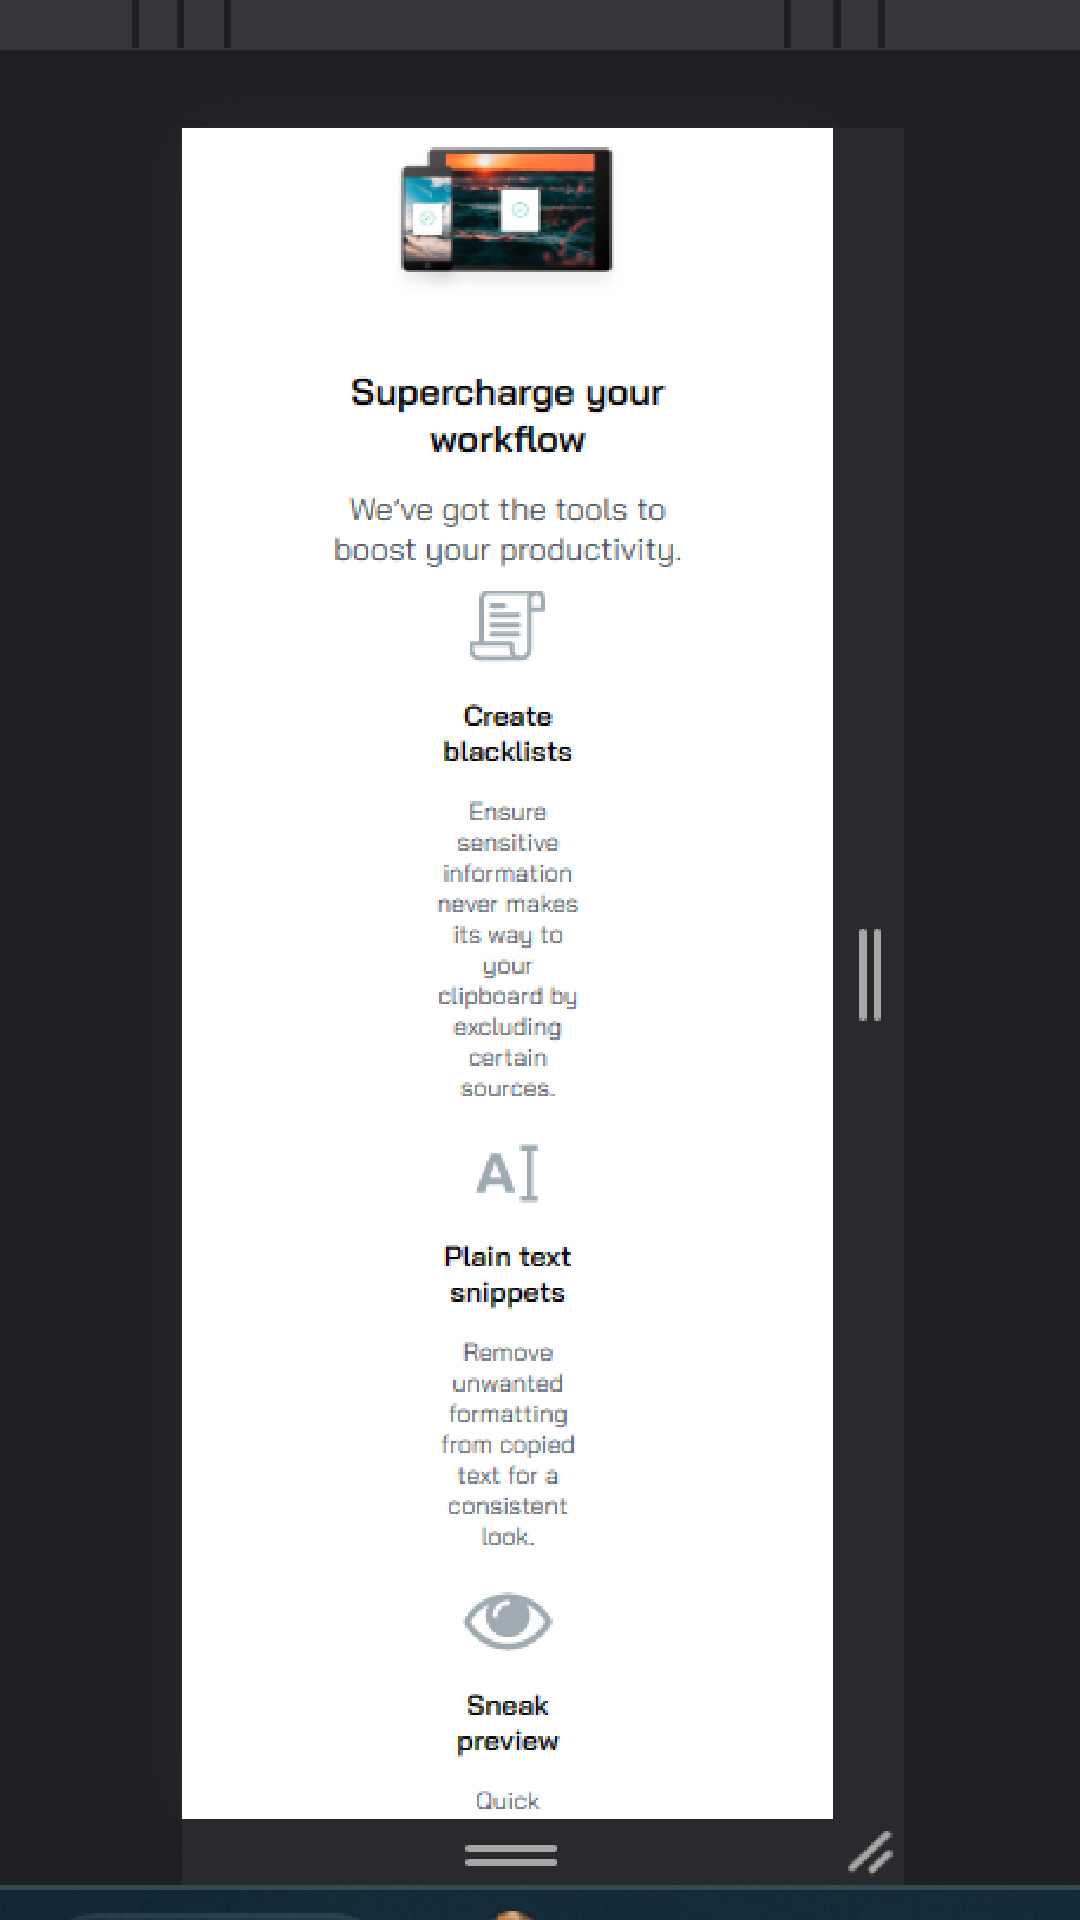 Supercharge your
workflow
We've got the tools to
boost your productivity.
Create
blacklists
Ensure
sensitive
information
never makes
its way to
your
clipboard by
excluding
certain
sources.
Plain text
snippets
Remove
unwanted
formatting
from copied
text for a
consistent
look.
Sneak
preview
Quick